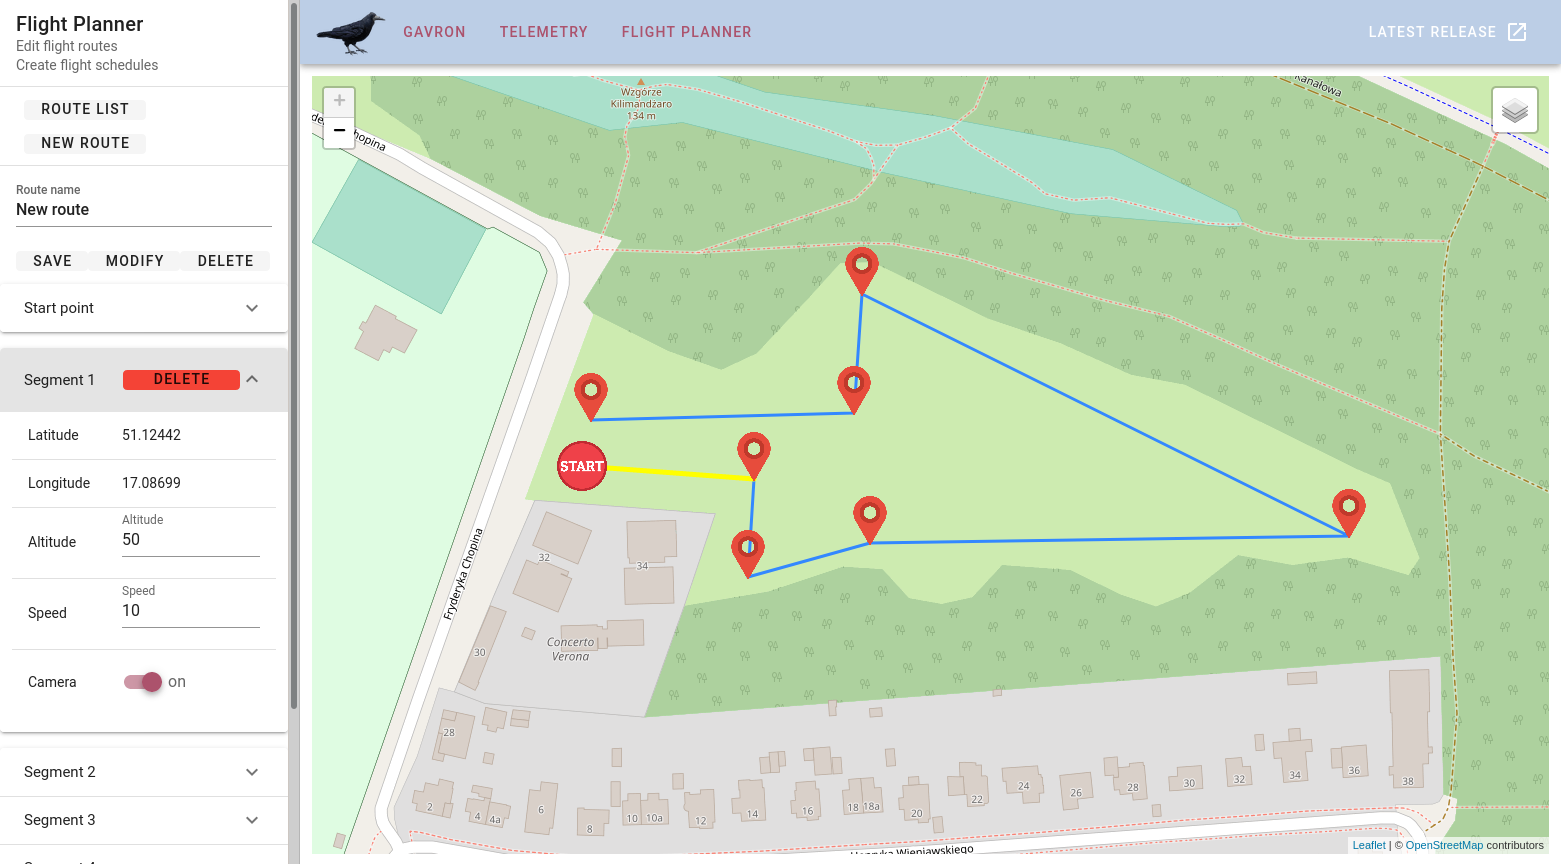 Flight Planner
Edit flight routes
Create flight schedules
ROUTE LIST
NEW ROUTE
Route name
New route
SAVE MODIFY DELETE
Start point
Segment 1 DELETE
Latitude 51.12442
Longitude 17.08699
Altitude
Altitude 50
Speed
Speed 10
Camera on
Segment 2
Segment 3
GAVRON TELEMETRY FLIGHT PLANNER LATEST RELEASE
+
−
Wzgórze
Kilimandżaro
134 m
Kanałowa
START
Fryderyka Chopina
32
34
30
Concerto
Verona
28
2
4
4a
6
8
10
10a
12
14
16
18
18a
20
22
24
26
28
30
32
34
36
38
Henryka Wieniawskiego
Leaflet | © OpenStreetMap contributors